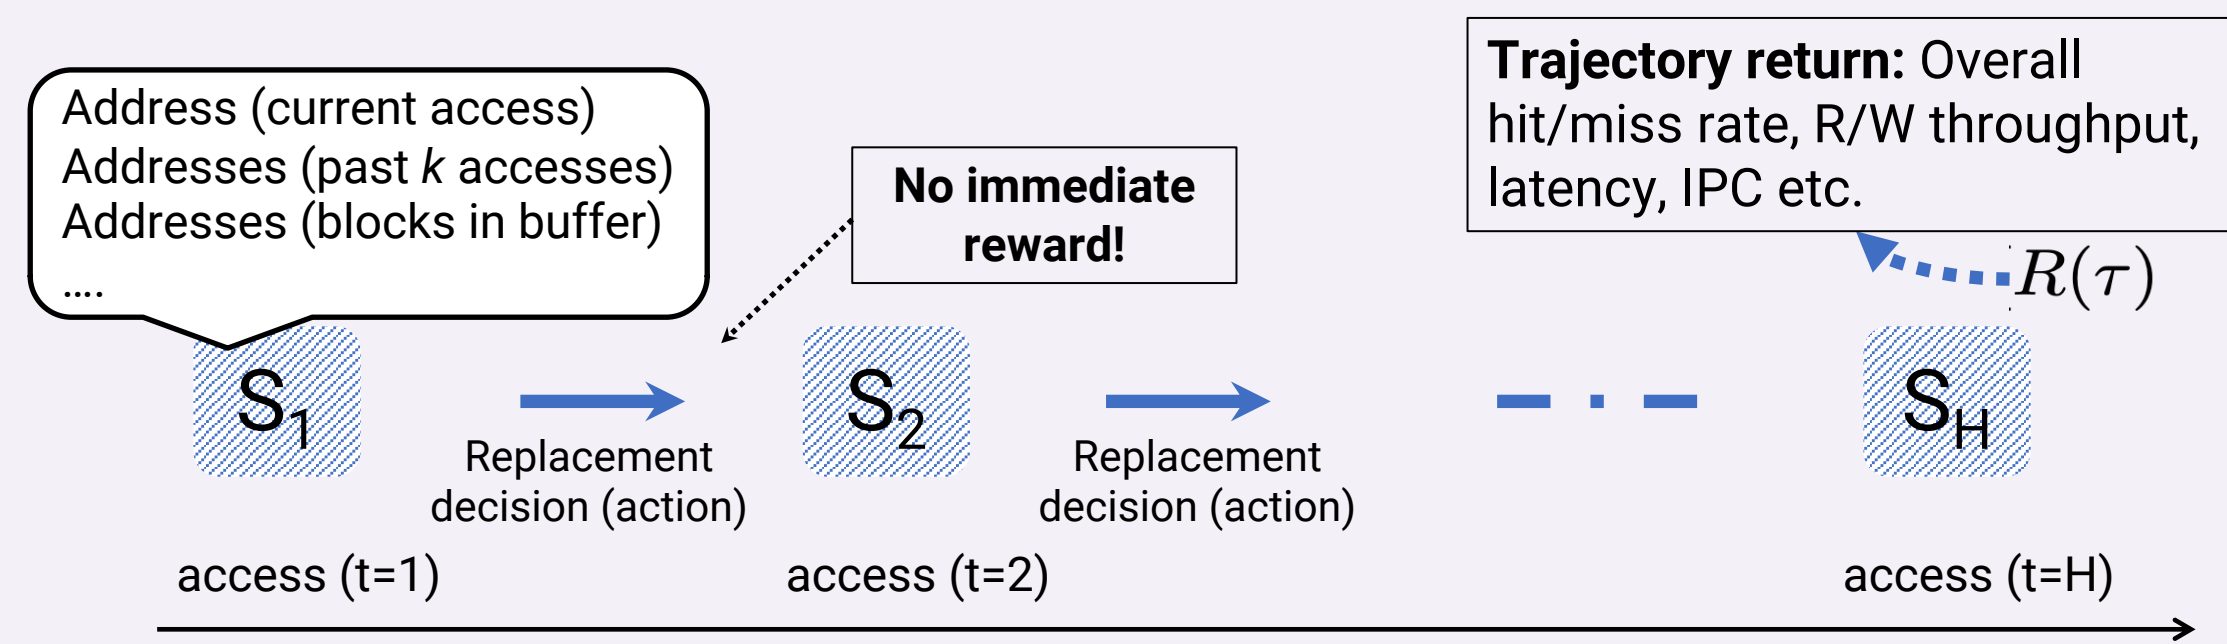 Address (current access)
Addresses (past k accesses)
Addresses (blocks in buffer)
....
No immediate
reward!
Trajectory return: Overall
hit/miss rate, R/W throughput,
latency, IPC etc.
R(τ)
S₁
S₂
S_H
Replacement
decision (action)
Replacement
decision (action)
access (t=1)
access (t=2)
access (t=H)